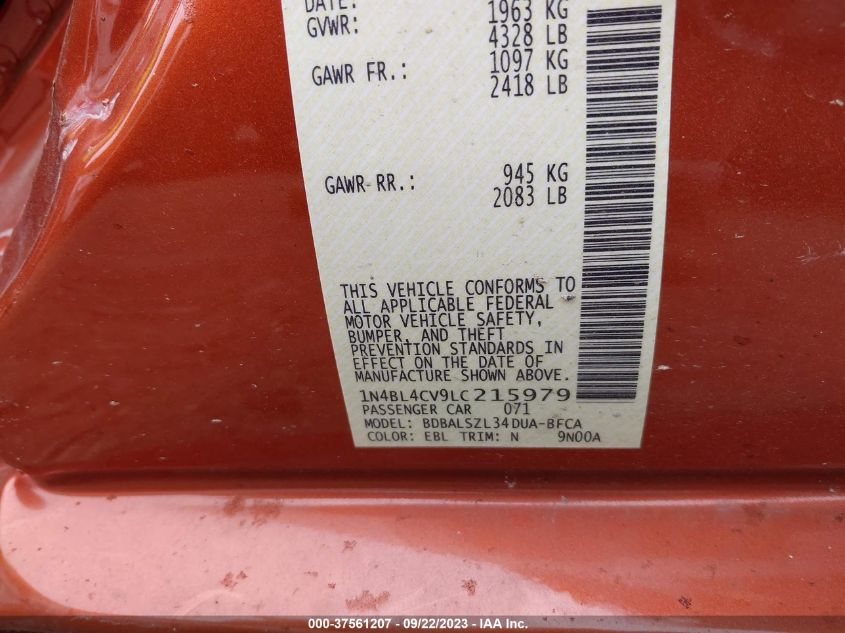 DATE:
GVWR: 1963 KG
4328 LB
GAWR FR.: 1097 KG
2418 LB
GAWR RR.: 945 KG
2083 LB
THIS VEHICLE CONFORMS TO
ALL APPLICABLE FEDERAL
MOTOR VEHICLE SAFETY,
BUMPER, AND THEFT
PREVENTION STANDARDS IN
EFFECT ON THE DATE OF
MANUFACTURE SHOWN ABOVE.
1N4BL4CV9LC215979
PASSENGER CAR 071
MODEL: BDBALSZL34DUA-BFCA
COLOR: EBL TRIM: N 9N00A
000-37561207 - 09/22/2023 - IAA Inc.